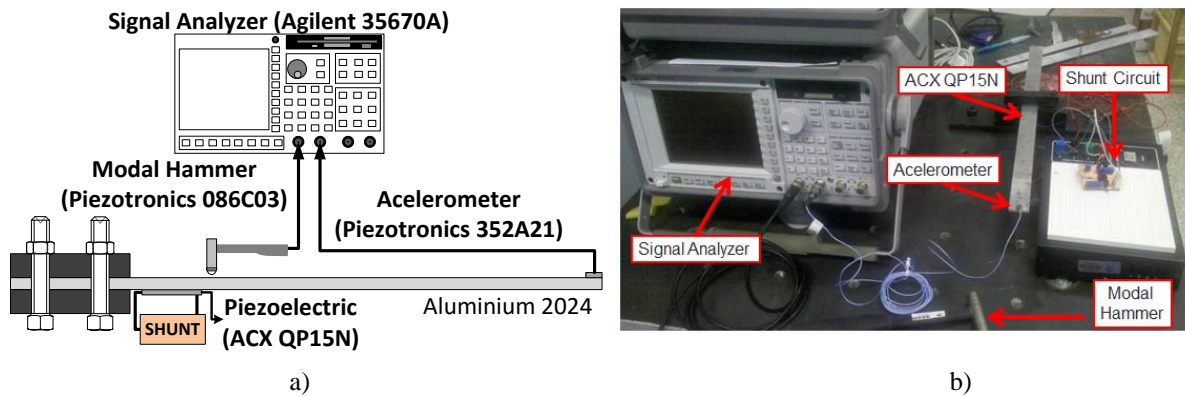 Signal Analyzer (Agilent 35670A)
Modal Hammer
(Piezotronics 086C03)
Acelerometer
(Piezotronics 352A21)
Piezoelectric
(ACX QP15N)
SHUNT
Aluminium 2024
a)
ACX QP15N
Shunt Circuit
Acelerometer
Signal Analyzer
Modal
Hammer
b)